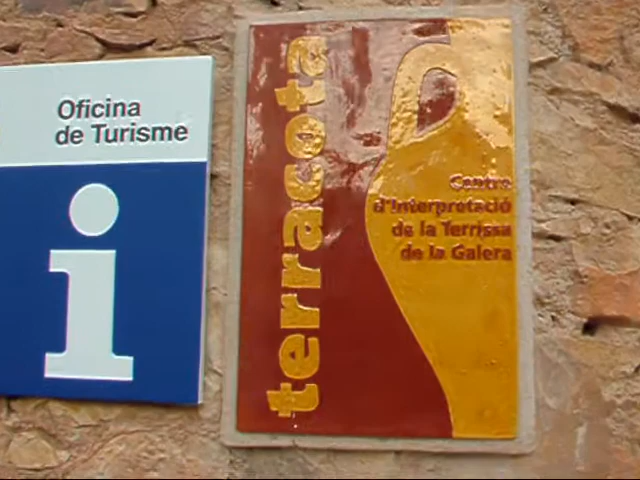 Oficina
de Turisme
i
terracota
Centre
d'Interpretació
de la Terrissa
de la Galera